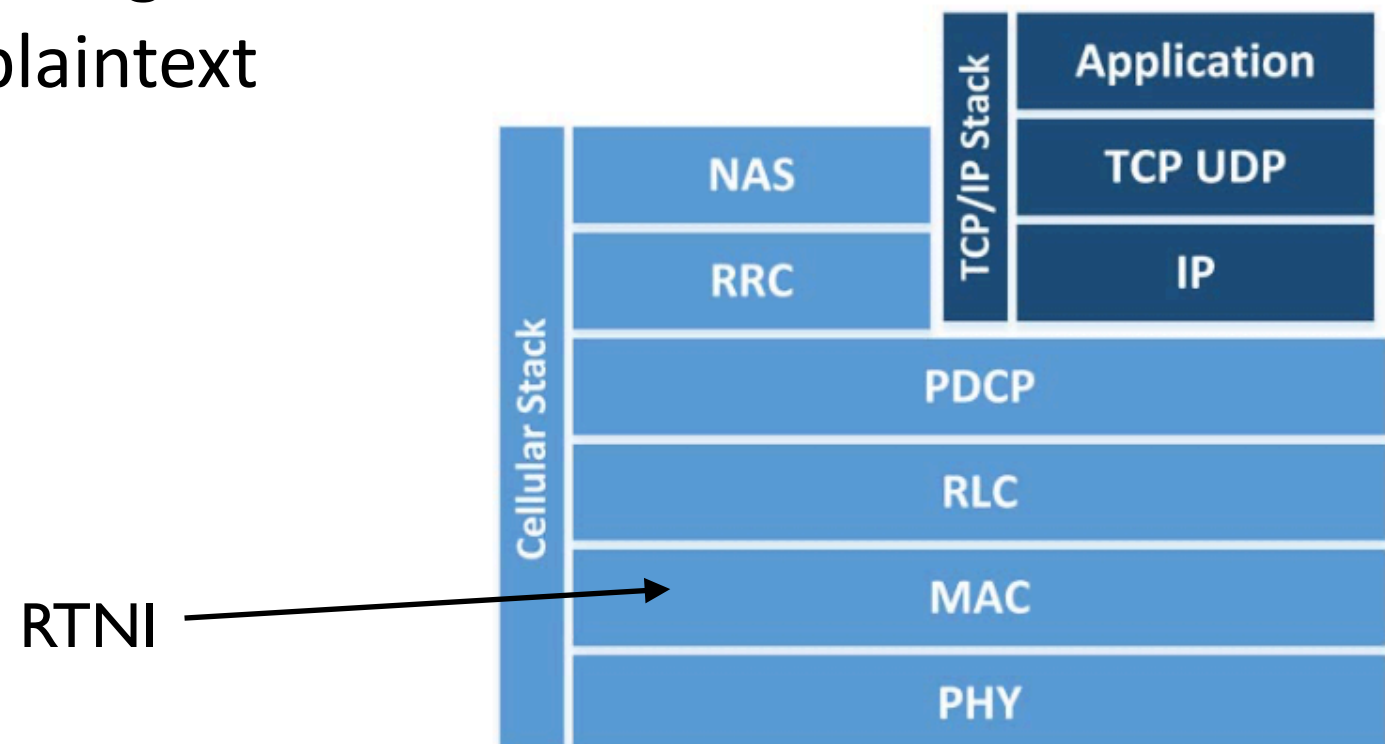 plaintext
Application
TCP UDP
IP
TCP/IP Stack
NAS
RRC
PDCP
RLC
MAC
PHY
Cellular Stack
RTNI